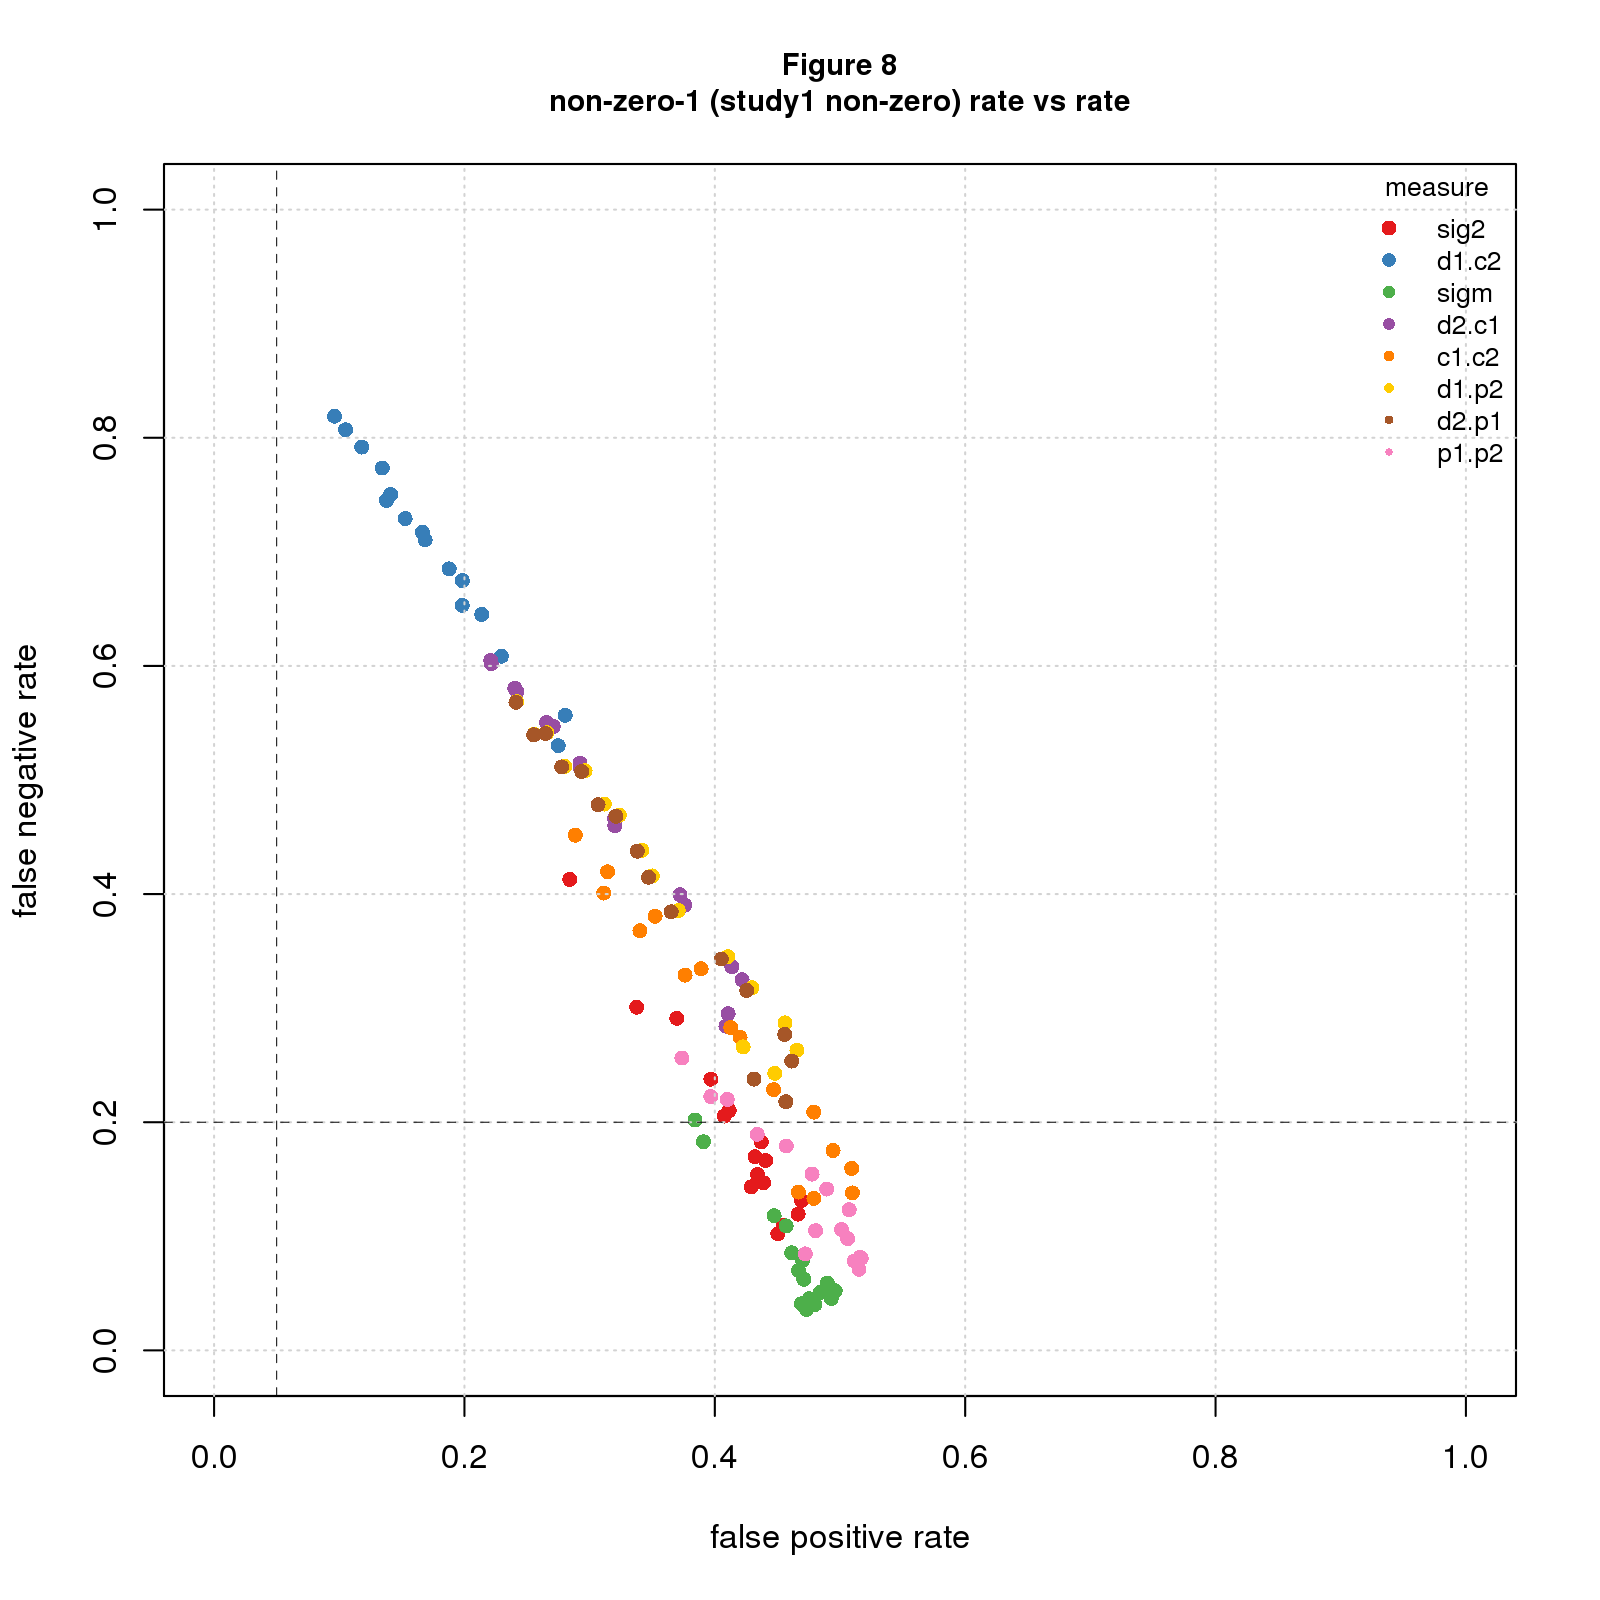 Figure 8
non-zero-1 (study1 non-zero) rate vs rate
measure
sig2
d1.c2
sigm
d2.c1
c1.c2
d1.p2
d2.p1
p1.p2
false negative rate
1.0
0.8
0.6
0.4
0.2
0.0
0.0 0.2 0.4 0.6 0.8 1.0
false positive rate